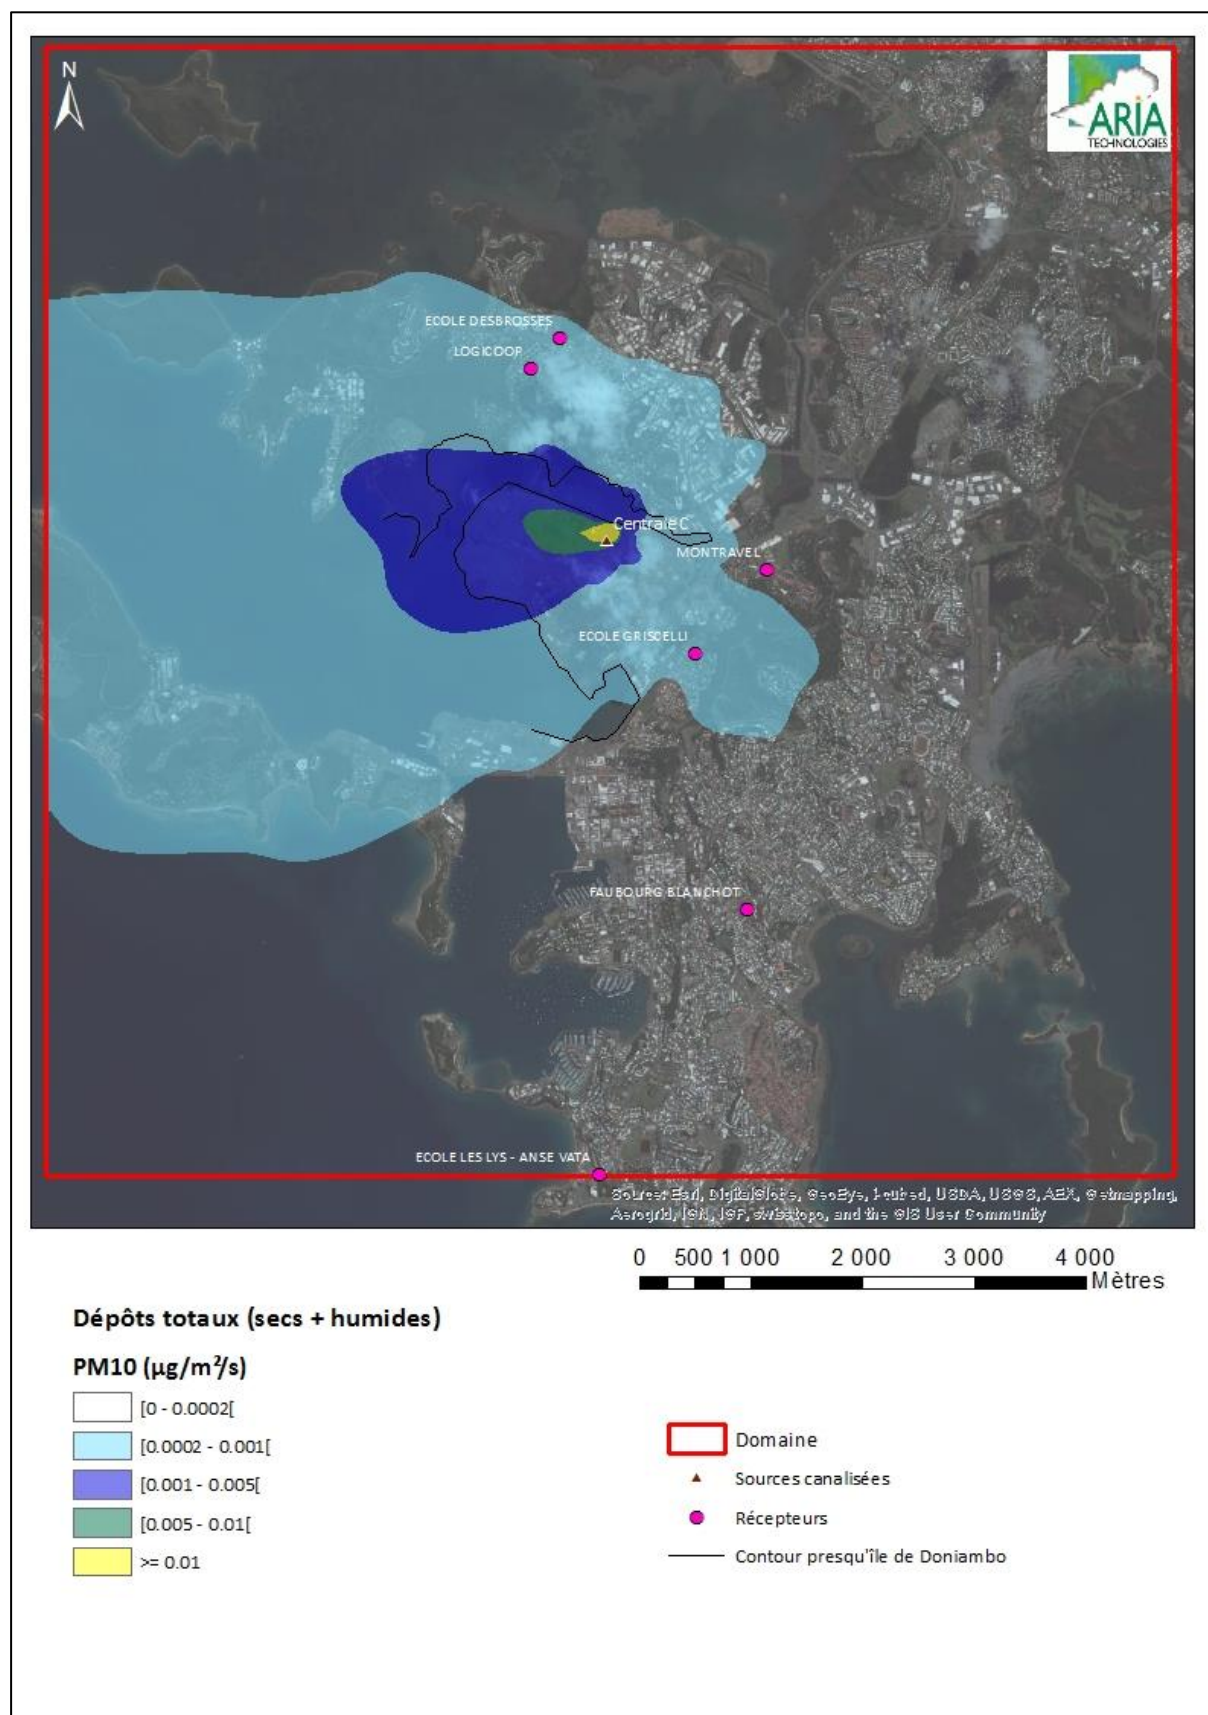 N
ARIA
TECHNOLOGIES
ECOLE DESBROSSES
LOGICOOP
Centrale C
MONTRAVEL
ECOLE GRISCELLI
FAUBOURG BLANCHOT
ECOLE LES LYS - ANSE VATA
Source: Esri, DigitalGlobe, GeoEye, i-cubed, USDA, USGS, AEX, Getmapping,
Aerogrid, IGN, IGP, swisstopo, and the GIS User Community
0 500 1 000 2 000 3 000 4 000
Mètres
Dépôts totaux (secs + humides)
PM10 (µg/m²/s)
[0 - 0.0002[
[0.0002 - 0.001[
[0.001 - 0.005[
[0.005 - 0.01[
>= 0.01
Domaine
Sources canalisées
Récepteurs
Contour presqu'île de Doniambo